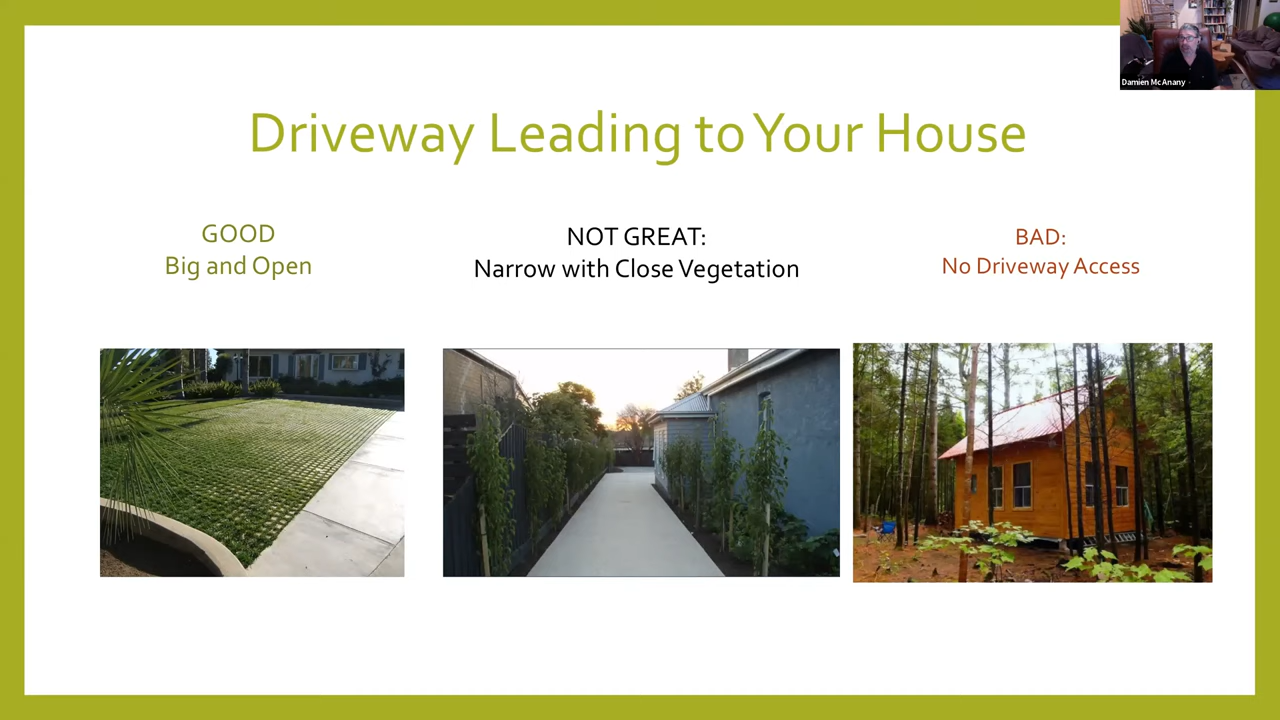 Damien Mc Anany
Driveway Leading to Your House
GOOD
Big and Open
NOT GREAT:
Narrow with Close Vegetation
BAD:
No Driveway Access